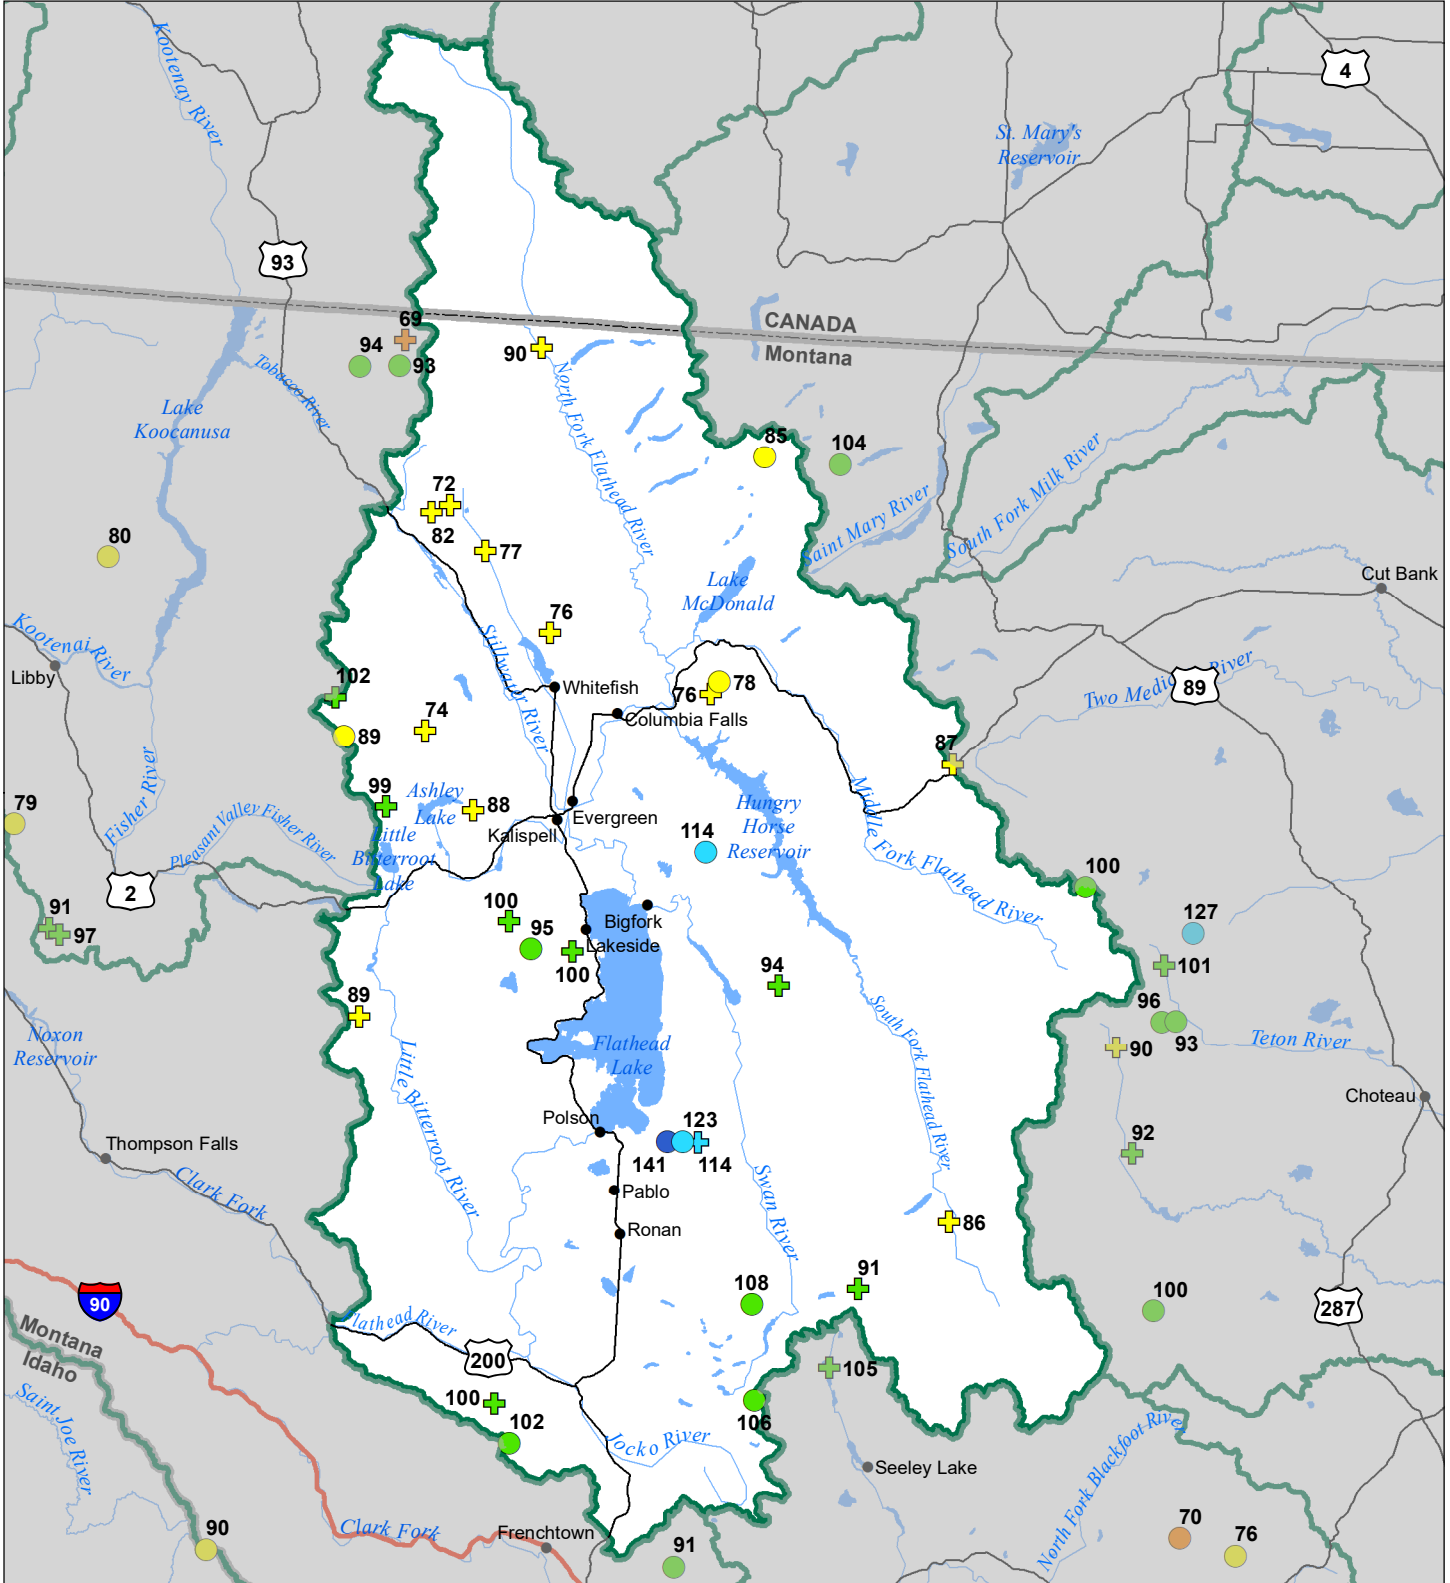 Kootenay River
4
St. Mary's
Reservoir
93
CANADA
Montana
69
94
93
90
Tobacco River
North Fork Flathead River
Lake
Koocanusa
85
104
72
82
77
80
Saint Mary River
South Fork Milk River
Cut Bank
Lake
McDonald
76
Kootenai River
Libby
Stillwater River
102
Whitefish
76
78
Columbia Falls
Two Medic
River
89
74
89
87
99
Ashley
Lake
88
79
Fisher River
Pleasant Valley Fisher River
Little
Bitterroot
Lake
Evergreen
Kalispell
114
Hungry
Horse
Reservoir
Middle
Fork Flathead River
2
100
91
97
100
95
Bigfork
Lakeside
100
127
101
94
96
93
90
89
Noxon
Reservoir
Flathead
Lake
South Fork Flathead River
Teton River
Little Bitterroot River
Choteau
Polson
123
141
114
92
Thompson Falls
Clark Fork
Pablo
Swan River
Ronan
86
91
108
100
90
287
Montana
Idaho
Flathead River
200
105
100
102
106
Saint Joe River
Jocko River
Seeley Lake
North Fork Blackfoot River
90
Clark Fork
Frenchtown
91
70
76